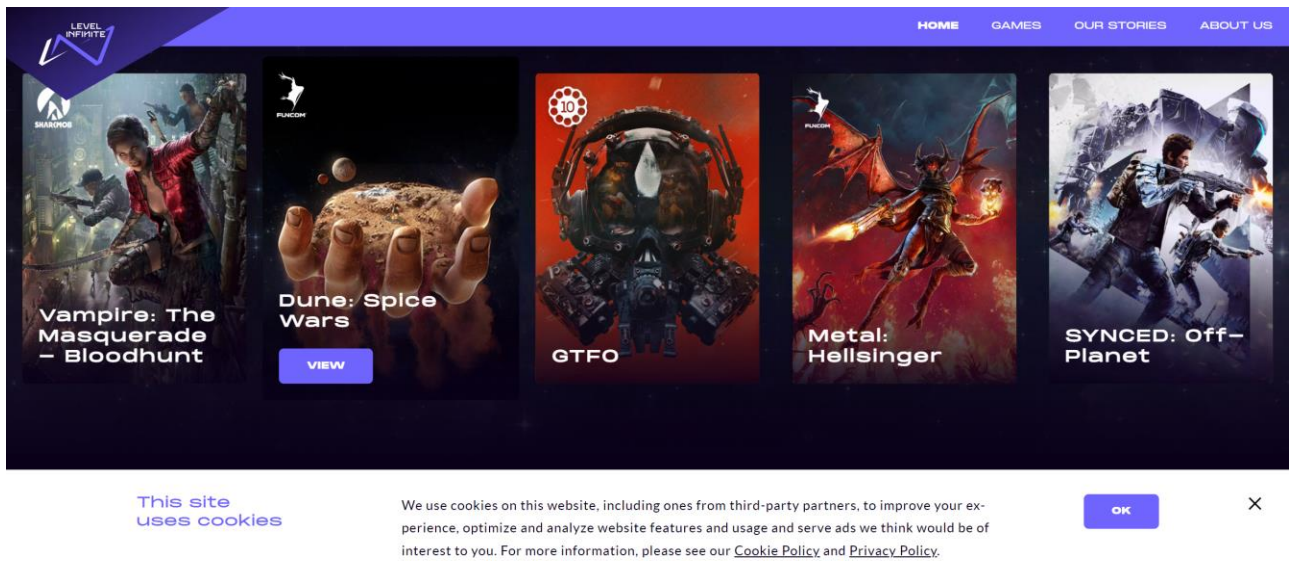 LEVEL
INFINITE
HOME GAMES OUR STORIES ABOUT US
SHARKMOB
FUNCOM
10
FUNCOM
Vampire: The
Masquerade
– Bloodhunt
Dune: Spice
Wars
VIEW
GTFO
Metal:
Hellsinger
SYNCED: Off-
Planet
This site
uses cookies
We use cookies on this website, including ones from third-party partners, to improve your ex-
perience, optimize and analyze website features and usage and serve ads we think would be of
interest to you. For more information, please see our Cookie Policy and Privacy Policy.
OK